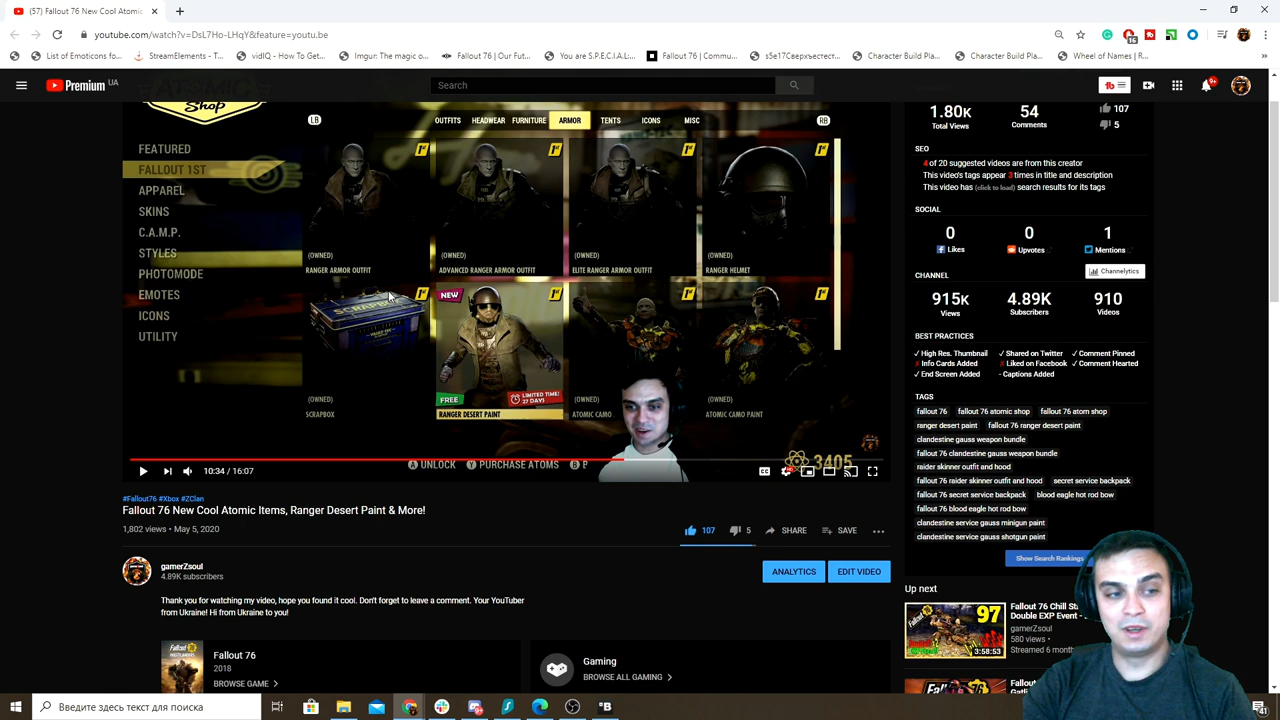 (57) Fallout 76 New Cool Atomic
youtube.com/watch?v=DsL7Ho-LHqY&feature=youtu.be
List of Emoticons fo...
StreamElements - T...
vidIQ - How To Get...
Imgur: The magic o...
Fallout 76 | Our Fut...
You are S.P.E.C.I.A.L:...
Fallout 76 | Commu...
Character Build Pla...
Character Build Pla...
Wheel of Names | R...
Premium UA
Search
9+
ATOMIC
Shop
LB
OUTFITS
HEADWEAR
FURNITURE
ARMOR
TENTS
ICONS
MISC
RB
FEATURED
FALLOUT 1ST
APPAREL
SKINS
C.A.M.P.
STYLES
PHOTOMODE
EMOTES
ICONS
UTILITY
(OWNED)
RANGER ARMOR OUTFIT
(OWNED)
ADVANCED RANGER ARMOR OUTFIT
(OWNED)
ELITE RANGER ARMOR OUTFIT
(OWNED)
RANGER HELMET
(OWNED)
SCRAPBOX
NEW
FREE
LIMITED TIME!
27 DAYS
RANGER DESERT PAINT
(OWNED)
ATOMIC CAMO
(OWNED)
ATOMIC CAMO PAINT
A UNLOCK
Y PURCHASE ATOMS
B
3405
10:34 / 16:07
#Fallout76 #Xbox #ZClan
Fallout 76 New Cool Atomic Items, Ranger Desert Paint & More!
1,802 views • May 5, 2020
107
5
SHARE
SAVE
gamerZsoul
4.89K subscribers
ANALYTICS
EDIT VIDEO
Thank you for watching my video, hope you found it cool. Don't forget to leave a comment. Your YouTuber
from Ukraine! Hi from Ukraine to you!
Fallout 76
2018
BROWSE GAME
Gaming
BROWSE ALL GAMING
1.80K
Total Views
54
Comments
107
5
SEO
4 of 20 suggested videos are from this creator
This video's tags appear 3 times in title and description
This video has (click to load) search results for its tags
SOCIAL
0
Likes
0
Upvotes
1
Mentions
CHANNEL
Channelytics
915K
Views
4.89K
Subscribers
910
Videos
BEST PRACTICES
✓ High Res. Thumbnail
✓ Shared on Twitter
✓ Comment Pinned
Info Cards Added
Liked on Facebook
✓ Comment Hearted
✓ End Screen Added
- Captions Added
TAGS
fallout 76
fallout 76 atomic shop
fallout 76 atom shop
ranger desert paint
fallout 76 ranger desert paint
clandestine gauss weapon bundle
fallout 76 clandestine gauss weapon bundle
raider skinner outfit and hood
fallout 76 raider skinner outfit and hood
secret service backpack
fallout 76 secret service backpack
blood eagle hot rod bow
fallout 76 blood eagle hot rod bow
clandestine service gauss minigun paint
clandestine service gauss shotgun paint
Show Search Rankings
Up next
97
3:58:53
Fallout 76 Chill St
Double EXP Event -
gamerZsoul
580 views •
Streamed 6 month
Введите здесь текст для поиска